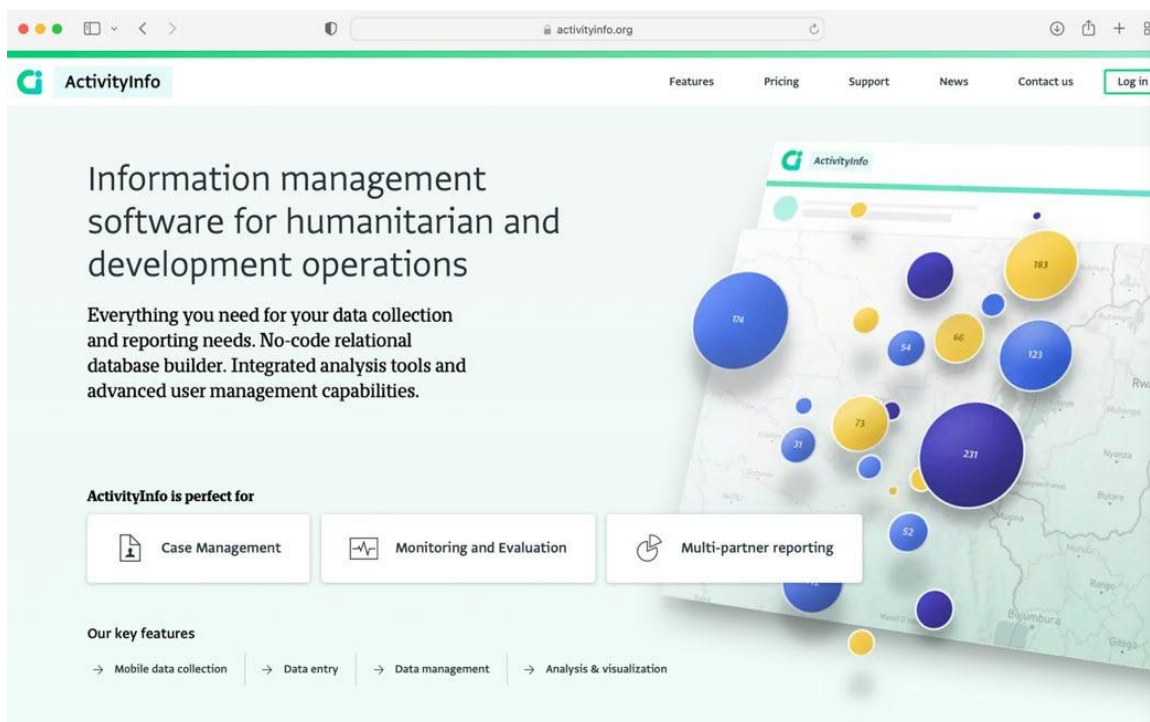 activityinfo.org
ActivityInfo
Features Pricing Support News Contact us Log in
ActivityInfo
Information management
software for humanitarian and
development operations
Everything you need for your data collection
and reporting needs. No-code relational
database builder. Integrated analysis tools and
advanced user management capabilities.
183
174
54
66
123
Rwa
73
31
231
Nyanza
Butare
52
ActivityInfo is perfect for
Case Management
Monitoring and Evaluation
Multi-partner reporting
Rango
Bujumbura
Gitega
Our key features
→ Mobile data collection → Data entry → Data management → Analysis & visualization